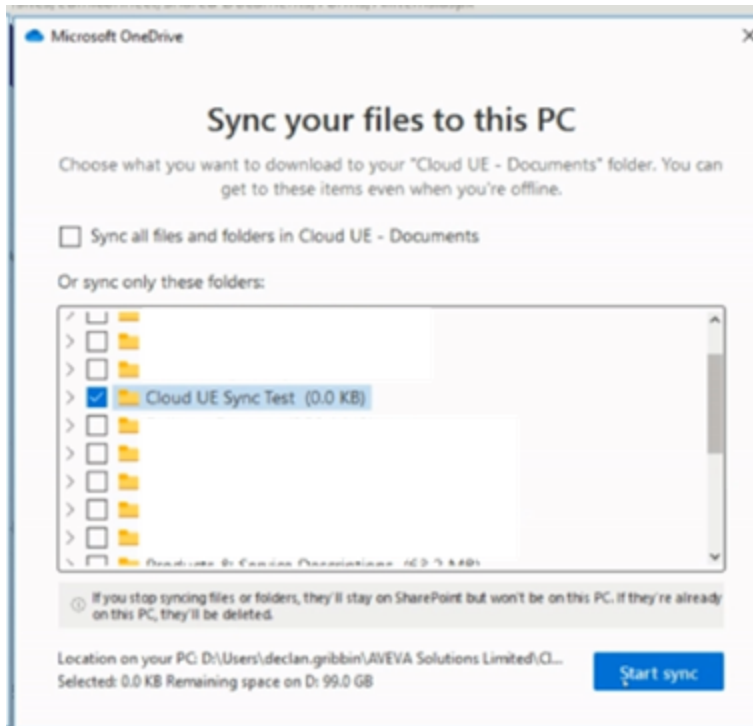 Microsoft OneDrive
Sync your files to this PC
Choose what you want to download to your "Cloud UE - Documents" folder. You can
get to these items even when you're offline.
Sync all files and folders in Cloud UE - Documents
Or sync only these folders:
Cloud UE Sync Test (0.0 KB)
Products & Service Descriptions
If you stop syncing files or folders, they'll stay on SharePoint but won't be on this PC. If they're already
on this PC, they'll be deleted.
Location on your PC: D:\Users\declan.gribbin\AVEVA Solutions Limited\Cl...
Selected: 0.0 KB Remaining space on D: 99.0 GB
Start sync